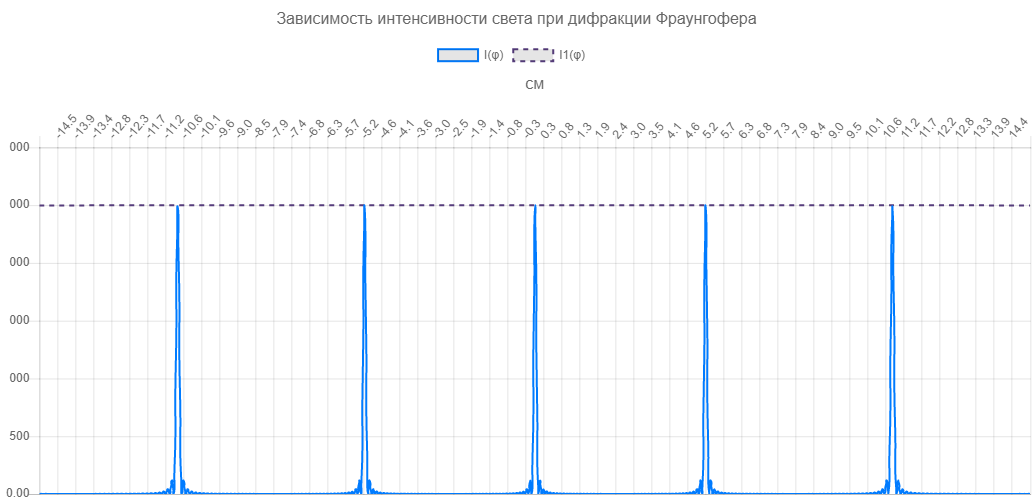 Зависимость интенсивности света при дифракции Фраунгофера
I(φ) I1(φ)
см
-14.5 -13.9 -13.4 -12.8 -12.3 -11.7 -11.2 -10.6 -10.1 -9.6 -9.0 -8.5 -7.9 -7.4 -6.8 -6.3 -5.7 -5.2 -4.6 -4.1 -3.6 -3.0 -2.5 -1.9 -1.4 -0.8 -0.3 0.3 0.8 1.3 1.9 2.4 3.0 3.5 4.1 4.6 5.2 5.7 6.3 6.8 7.3 7.9 8.4 9.0 9.5 10.1 10.6 11.2 11.7 12.2 12.8 13.3 13.9 14.4
000
000
000
000
000
500
0.00